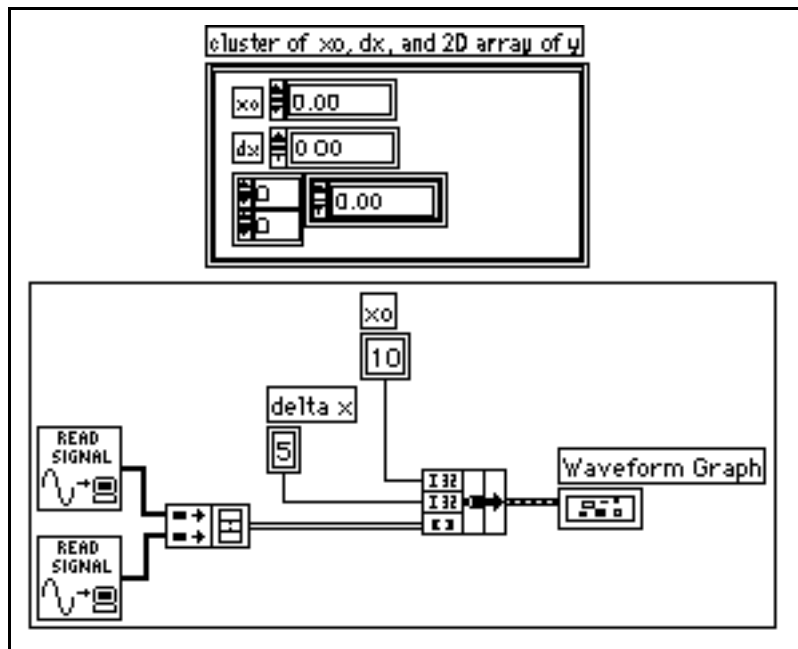 cluster of xo, dx, and 2D array of y
xo 0.00
dx 0.00
0 0.00
0
xo
10
delta x
5
READ
SIGNAL
Waveform Graph
I32
I32
READ
SIGNAL